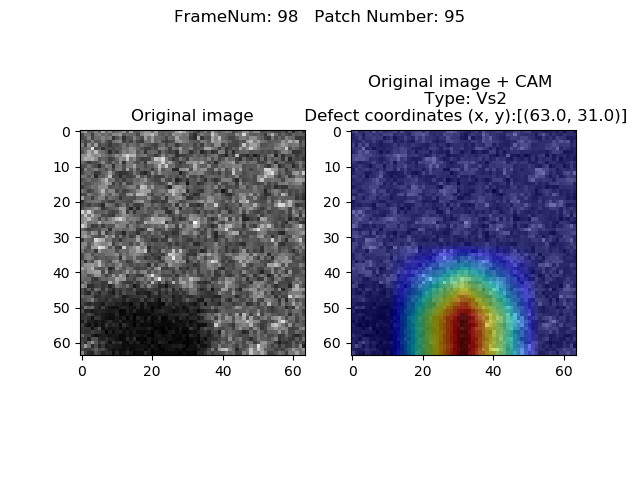 FrameNum: 98   Patch Number: 95
Original image
Original image + CAM
Type: Vs2
Defect coordinates (x, y):[(63.0, 31.0)]
0
10
20
30
40
50
60
0 20 40 60
0
10
20
30
40
50
60
0 20 40 60